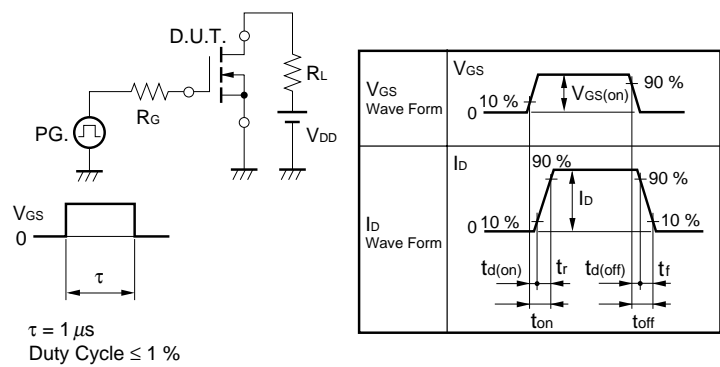 D.U.T.
RL
RG
PG.
VDD
VGS
0
τ
τ = 1 µs
Duty Cycle ≤ 1 %
VGS
Wave Form
VGS
10 %
0
VGS(on)
90 %
ID
Wave Form
ID
90 %
90 %
0
10 %
ID
10 %
td(on)
tr
td(off)
tf
ton
toff